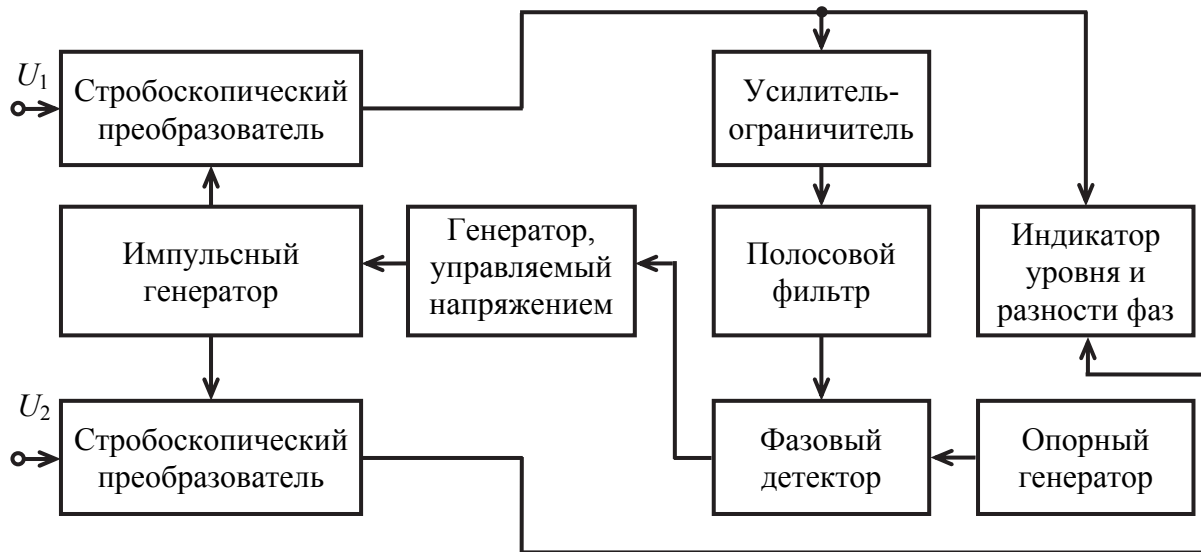 U1
Стробоскопический
преобразователь
Усилитель-
ограничитель
Импульсный
генератор
Генератор,
управляемый
напряжением
Полосовой
фильтр
Индикатор
уровня и
разности фаз
U2
Стробоскопический
преобразователь
Фазовый
детектор
Опорный
генератор